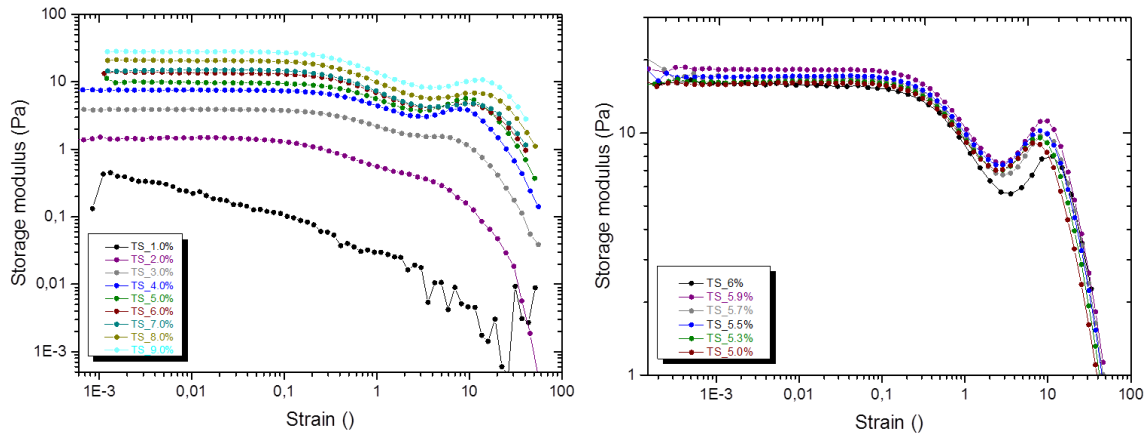 100
10
1
0,1
0,01
1E-3
Storage modulus (Pa)
TS_1.0%
TS_2.0%
TS_3.0%
TS_4.0%
TS_5.0%
TS_6.0%
TS_7.0%
TS_8.0%
TS_9.0%
1E-3
0,01
0,1
1
10
100
Strain ()
10
1
Storage modulus (Pa)
TS_6%
TS_5.9%
TS_5.7%
TS_5.5%
TS_5.3%
TS_5.0%
1E-3
0,01
0,1
1
10
100
Strain ()